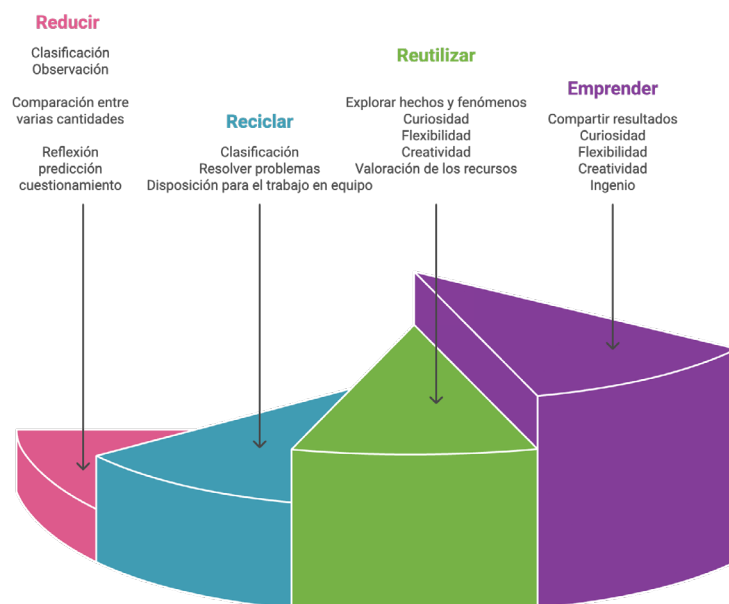 Reducir
Clasificación
Observación
Comparación entre
varias cantidades
Reflexión
predicción
cuestionamiento
Reciclar
Clasificación
Resolver problemas
Disposición para el trabajo en equipo
Reutilizar
Explorar hechos y fenómenos
Curiosidad
Flexibilidad
Creatividad
Valoración de los recursos
Emprender
Compartir resultados
Curiosidad
Flexibilidad
Creatividad
Ingenio